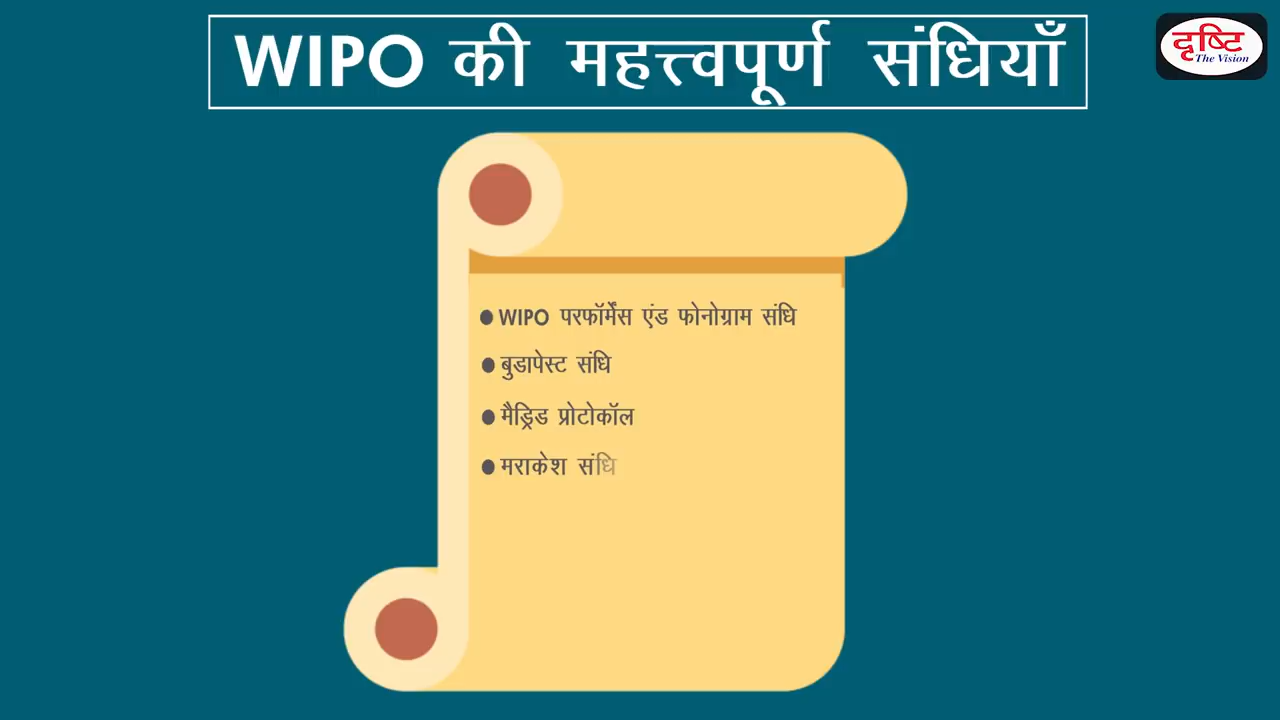 WIPO की महत्त्वपूर्ण संधियाँ
दृष्टि
The Vision
● WIPO परफॉर्मेंस एंड फोनोग्राम संधि
● बुडापेस्ट संधि
● मैड्रिड प्रोटोकॉल
● मराकेश संधि